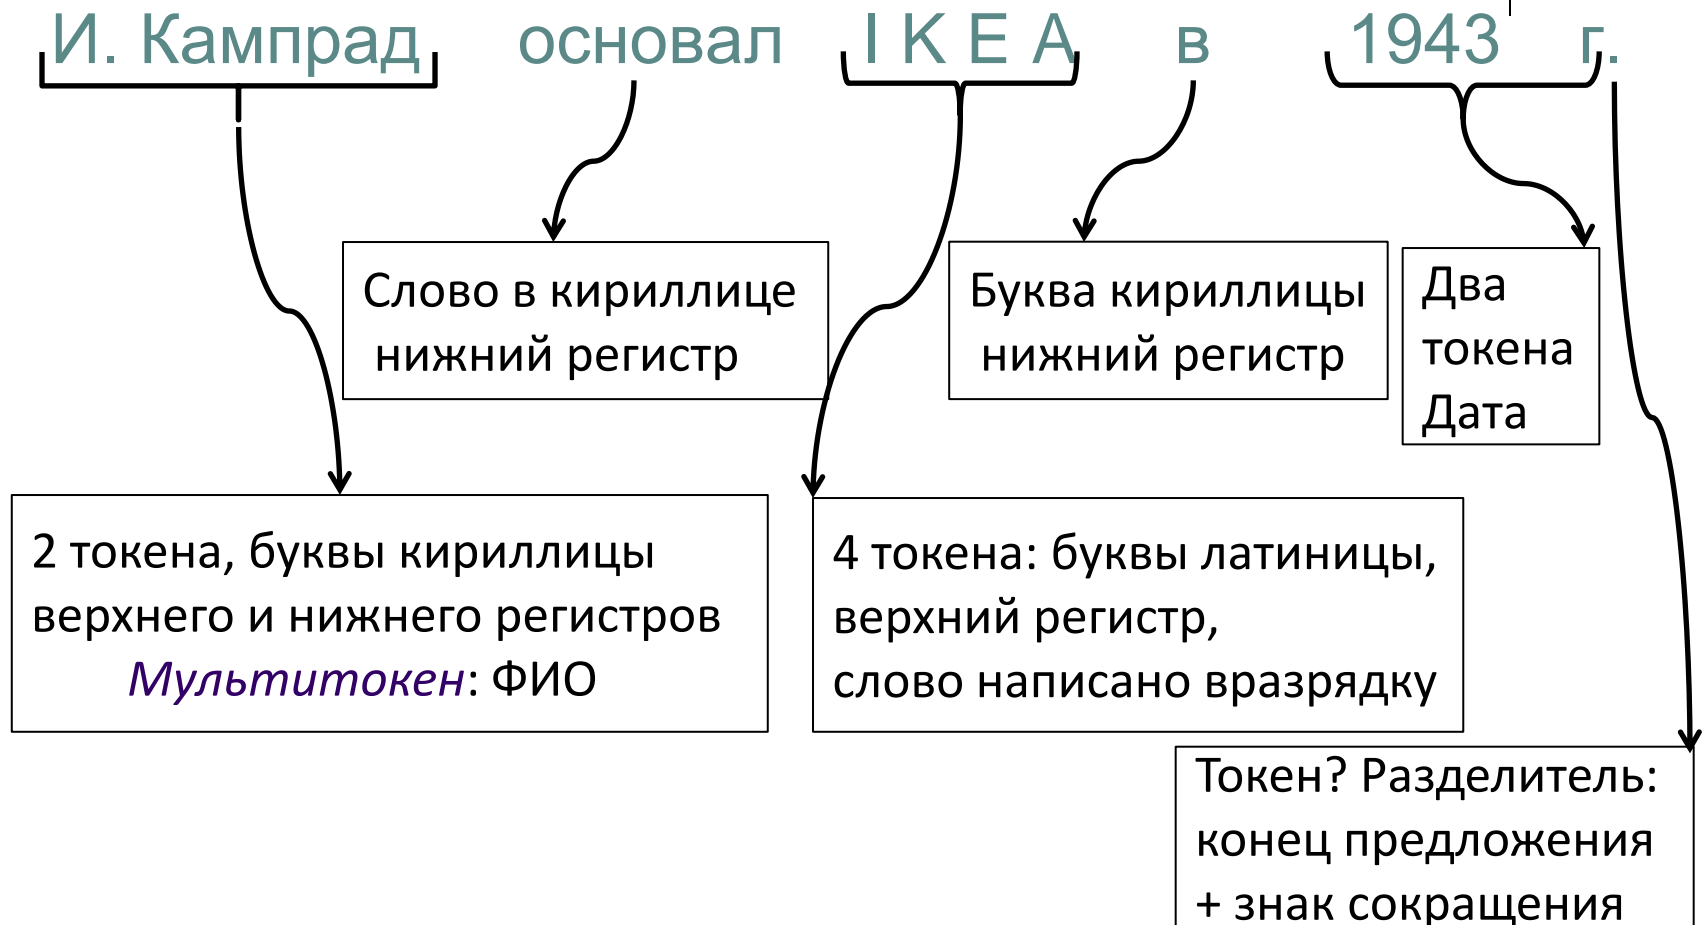 И. Кампрад основал I K E A в 1943 г.
Слово в кириллице
нижний регистр
Буква кириллицы
нижний регистр
Два
токена
Дата
2 токена, буквы кириллицы
верхнего и нижнего регистров
Мультитокен: ФИО
4 токена: буквы латиницы,
верхний регистр,
слово написано вразрядку
Токен? Разделитель:
конец предложения
+ знак сокращения